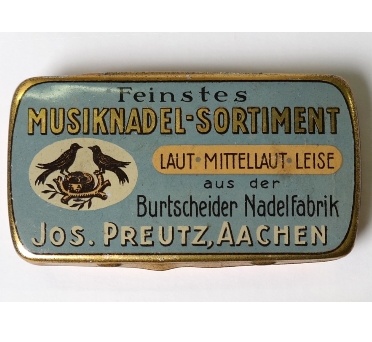 Feinstes
MUSIKNADEL-SORTIMENT
LAUT • MITTELLAUT • LEISE
aus der
Burtscheider Nadelfabrik
JOS. PREUTZ, AACHEN